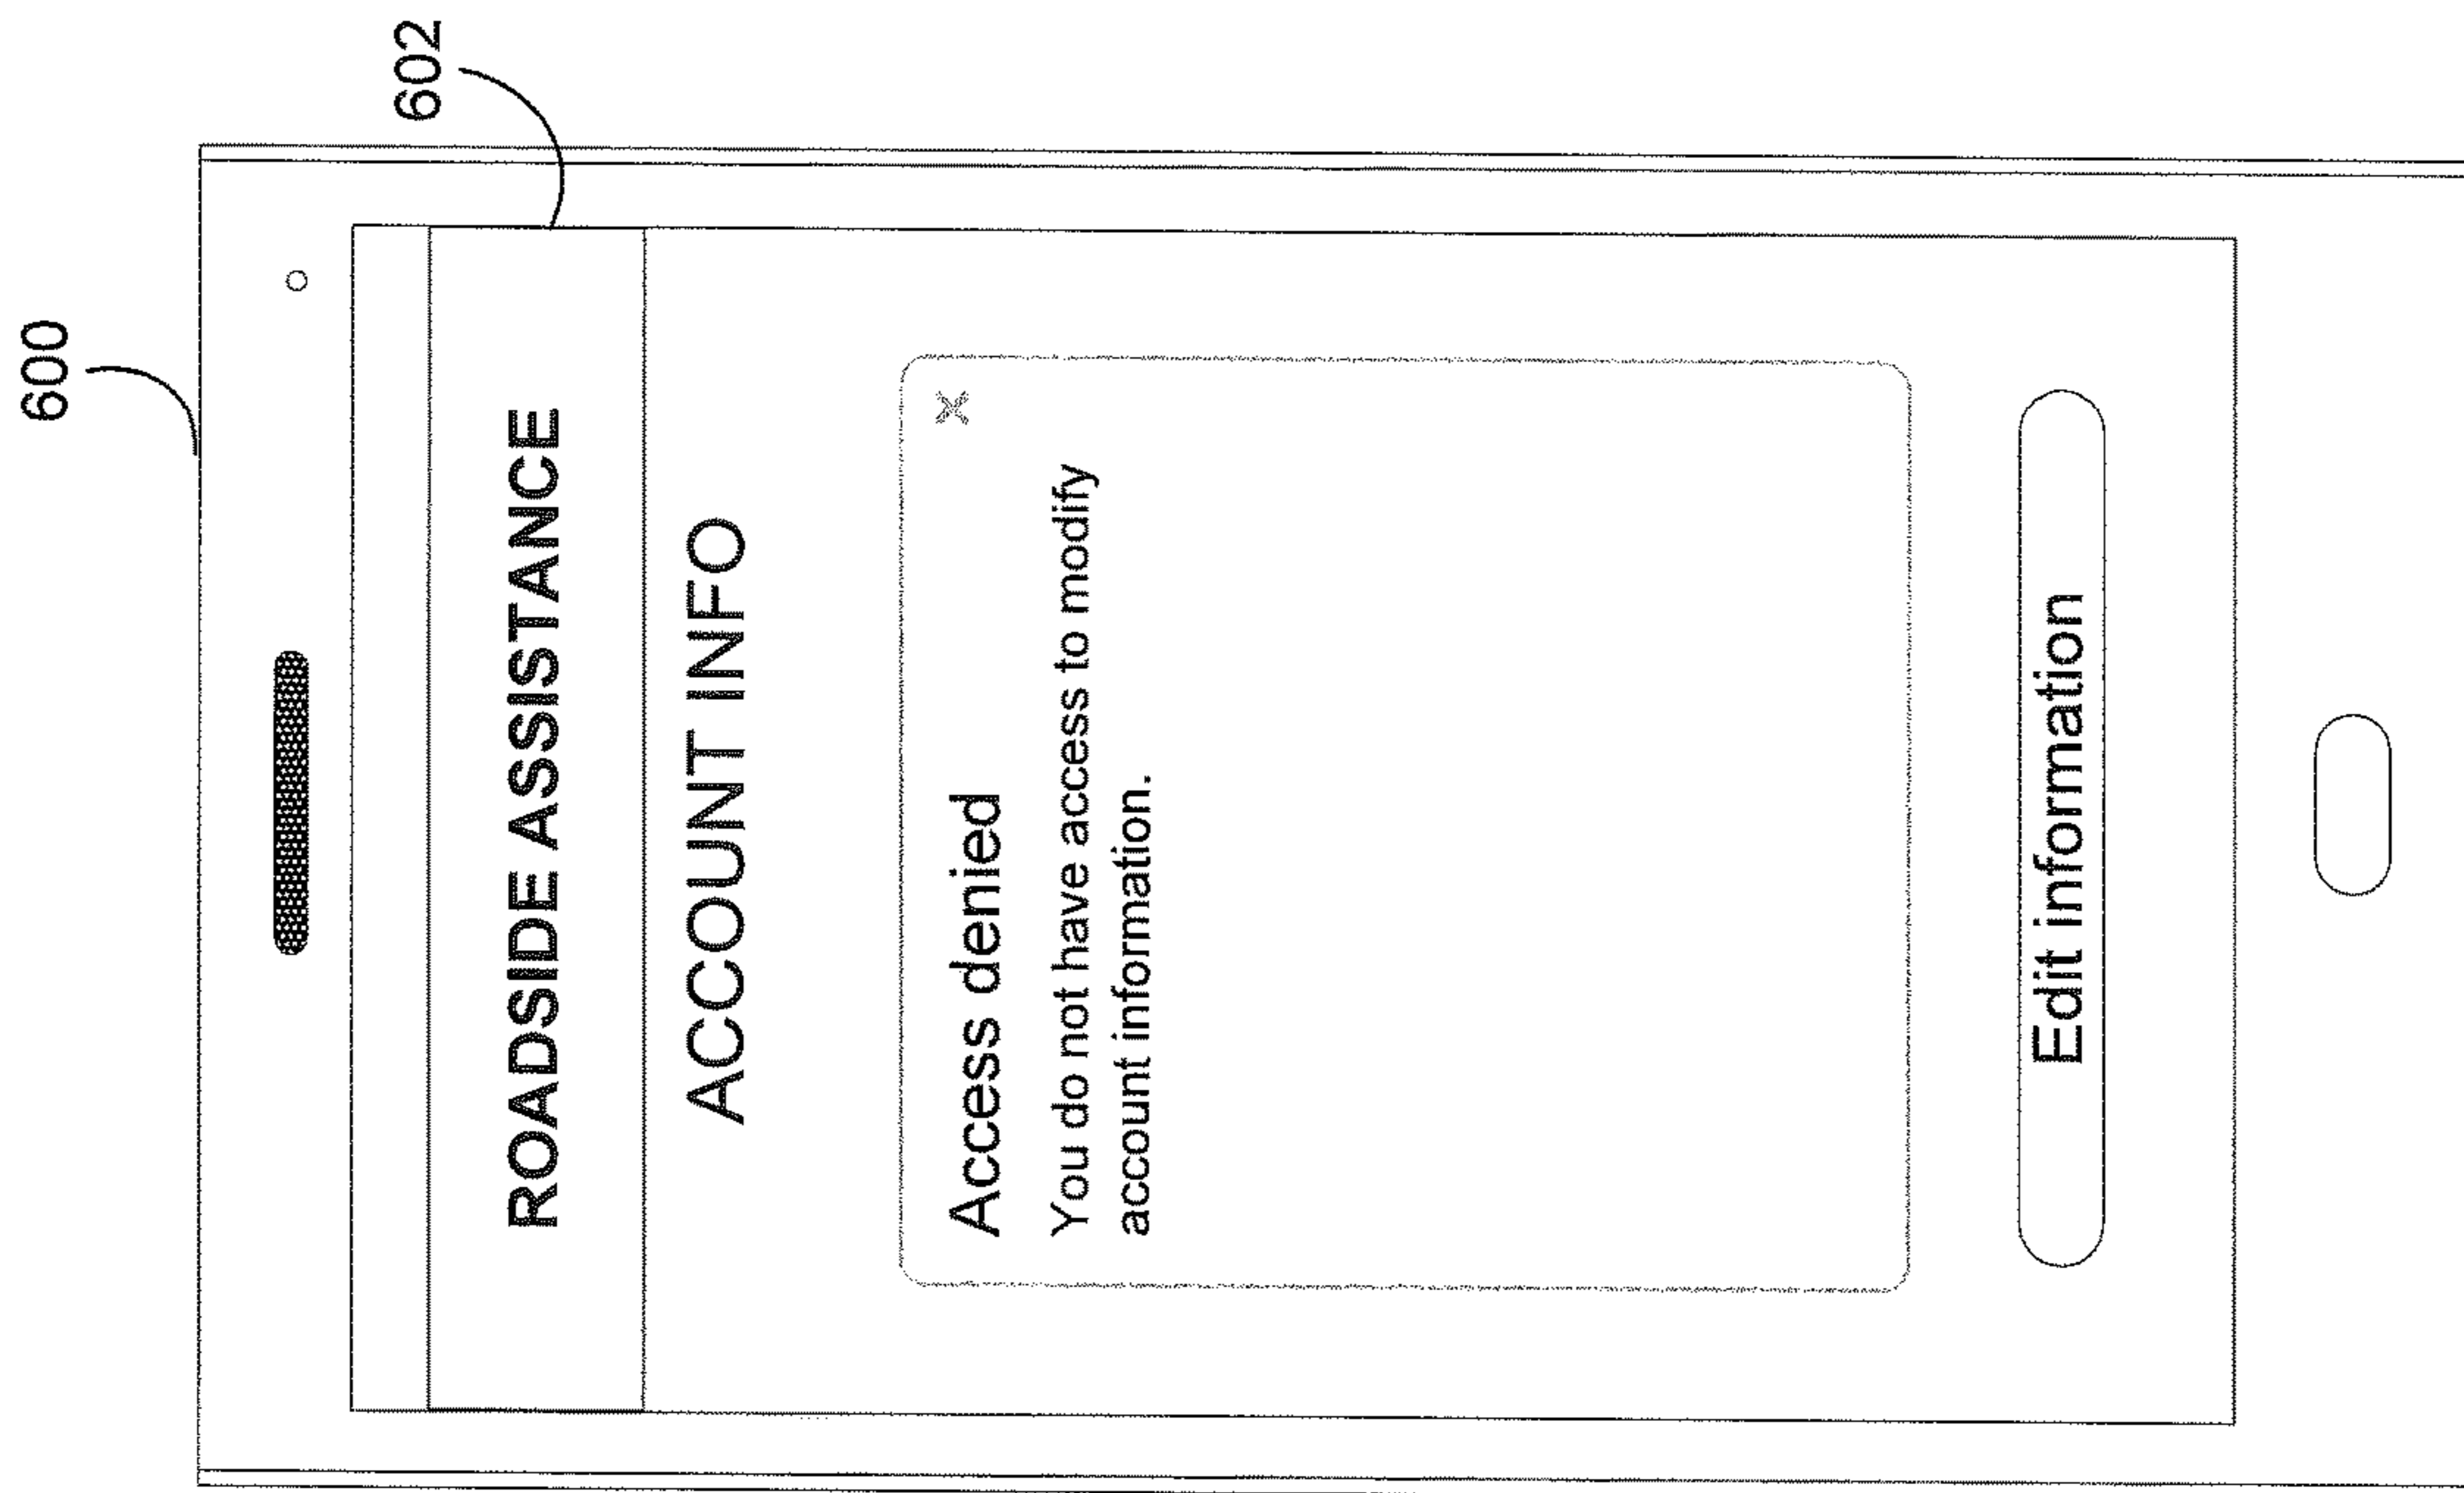 600
602
ROADSIDE ASSISTANCE
ACCOUNT INFO
×
Access denied
You do not have access to modify
account information.
Edit information